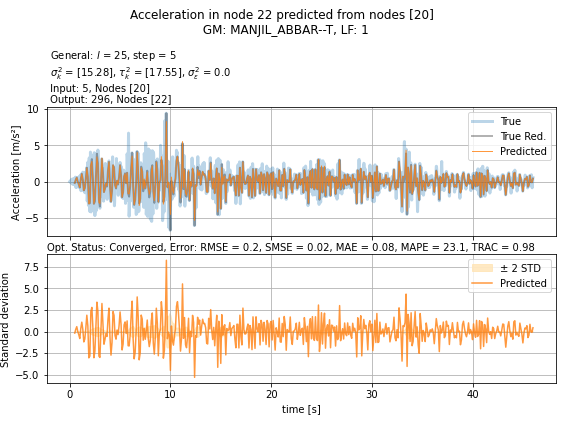 Acceleration in node 22 predicted from nodes [20]
GM: MANJIL_ABBAR--T, LF: 1
General: l = 25, step = 5
σ²ₖ = [15.28], τ²ₖ = [17.55], σ²ε = 0.0
Input: 5, Nodes [20]
Output: 296, Nodes [22]
10
5
0
−5
Acceleration [m/s²]
True
True Red.
Predicted
Opt. Status: Converged, Error: RMSE = 0.2, SMSE = 0.02, MAE = 0.08, MAPE = 23.1, TRAC = 0.98
7.5
5.0
2.5
0.0
−2.5
−5.0
Standard deviation
± 2 STD
Predicted
0 10 20 30 40
time [s]